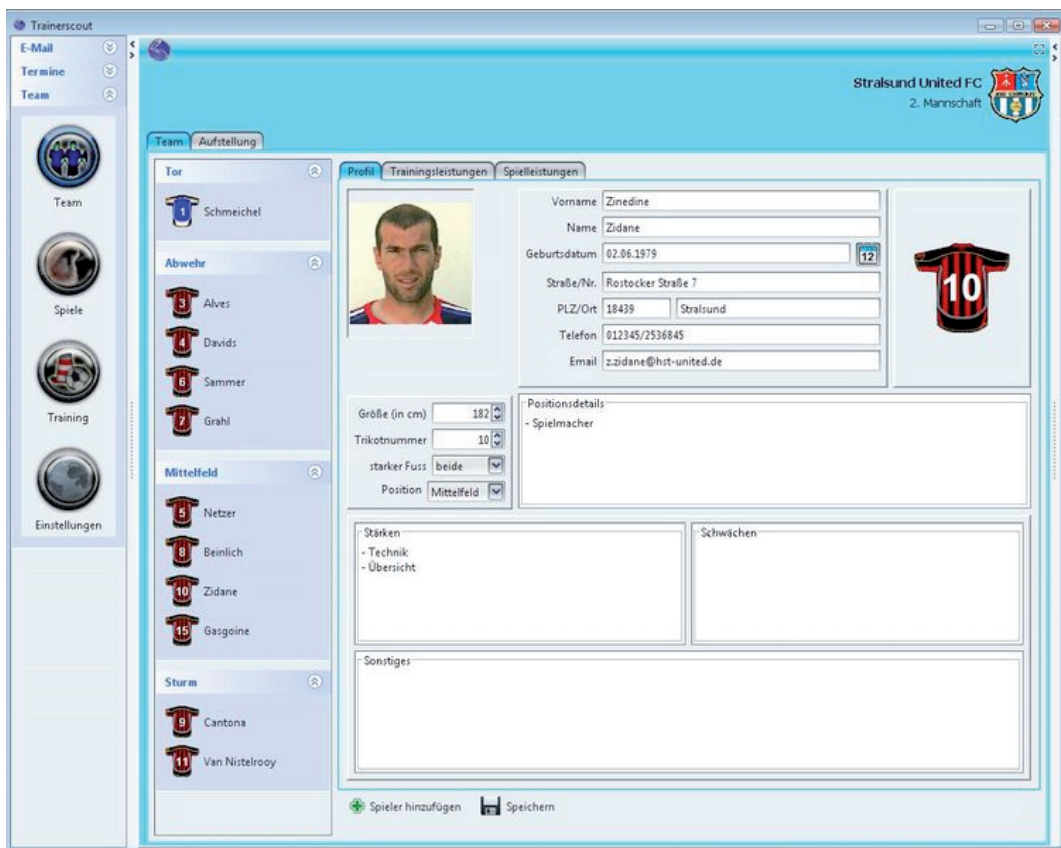 Trainerscout
E-Mail
Termine
Team
Team
Spiele
Training
Einstellungen
Stralsund United FC
2. Mannschaft
Team Aufstellung
Tor
1 Schmeichel
Abwehr
3 Alves
4 Davids
6 Sammer
7 Grahl
Mittelfeld
5 Netzer
8 Beinlich
10 Zidane
15 Gasgoine
Sturm
9 Cantona
11 Van Nistelrooy
Profil Trainingsleistungen Spielleistungen
Vorname Zinedine
Name Zidane
Geburtsdatum 02.06.1979 12
Straße/Nr. Rostocker Straße 7
PLZ/Ort 18439 Stralsund
Telefon 012345/2536845
Email z.zidane@hst-united.de
10
Größe (in cm) 182
Trikotnummer 10
starker Fuss beide
Position Mittelfeld
Positionsdetails
- Spielmacher
Stärken
- Technik
- Übersicht
Schwächen
Sonstiges
Spieler hinzufügen Speichern